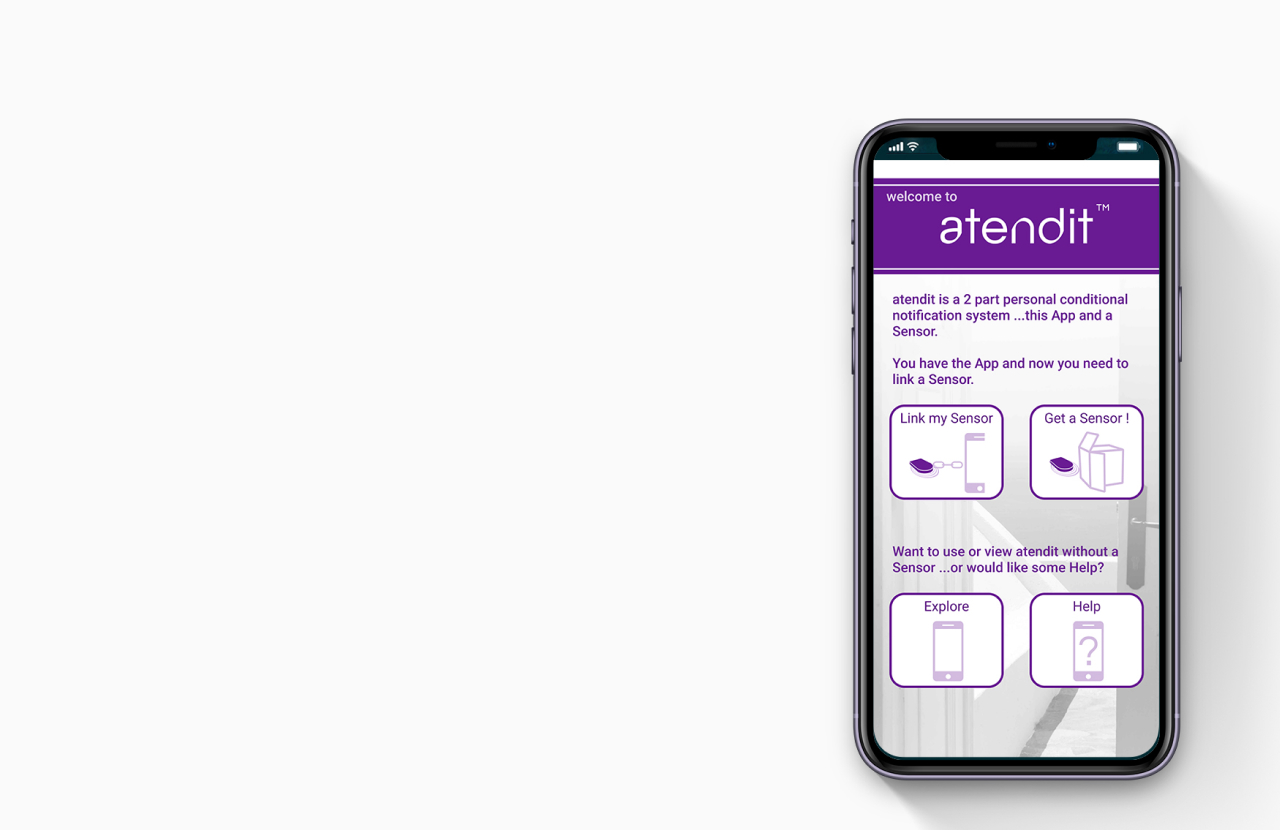 welcome to
atendit™
atendit is a 2 part personal conditional
notification system ...this App and a
Sensor.
You have the App and now you need to
link a Sensor.
Link my Sensor
Get a Sensor !
Want to use or view atendit without a
Sensor ...or would like some Help?
Explore
Help
?